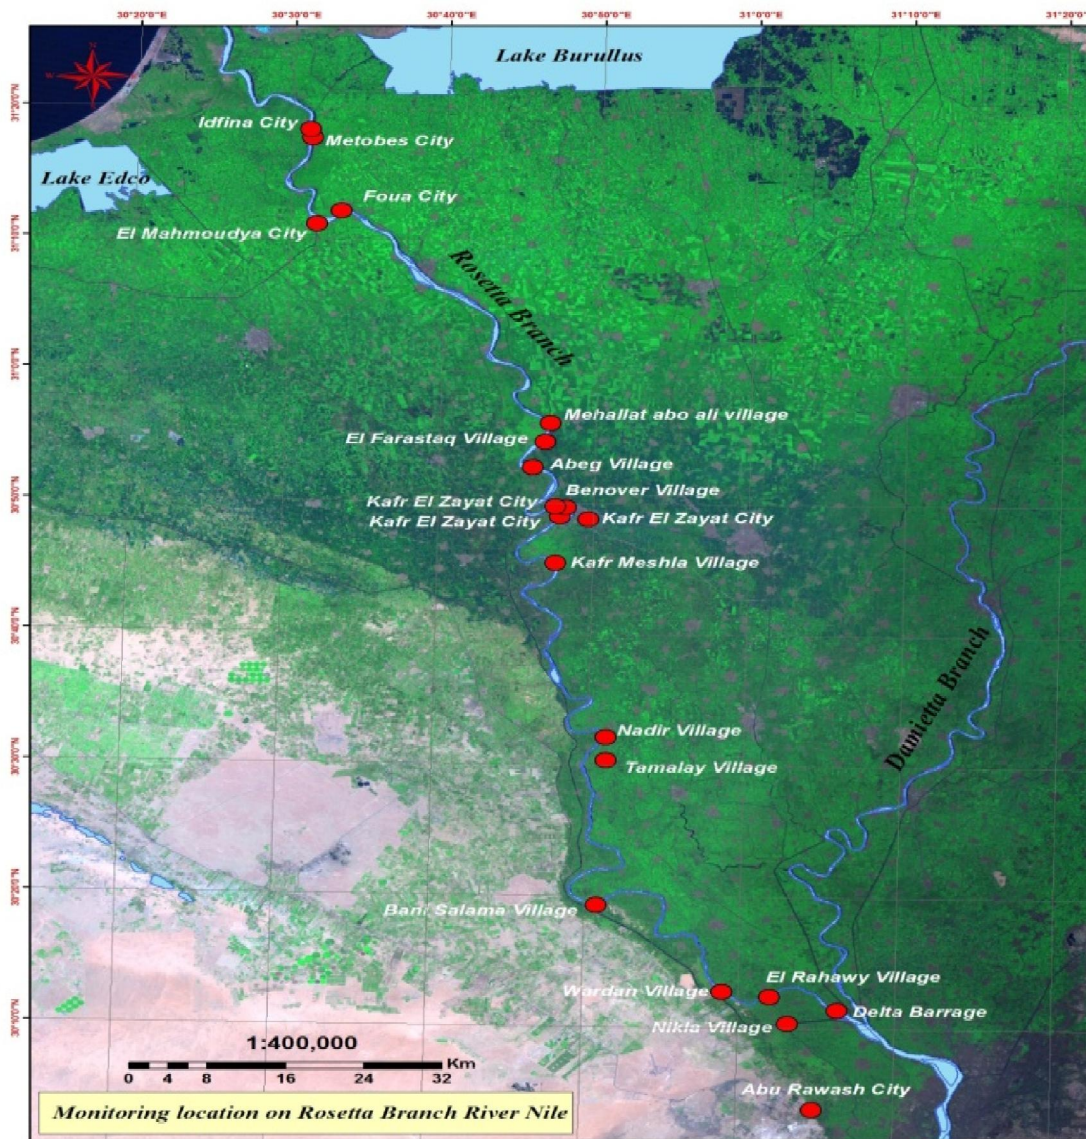 30°20'0"E 30°30'0"E 30°40'0"E 30°50'0"E 31°0'0"E 31°10'0"E 31°20'0"E
N
Lake Burullus
Idfina City
Metobes City
Lake Edco
Foua City
El Mahmoudya City
Rosetta Branch
Mehallat abo ali village
El Farastaq Village
Abeg Village
Benover Village
Kafr El Zayat City
Kafr El Zayat City
Kafr El Zayat City
Kafr Meshla Village
Damietta Branch
Nadir Village
Tamalay Village
Bani Salama Village
El Rahawy Village
Wardan Village
Delta Barrage
Nikla Village
1:400,000
Km
0 2 4 8 16 24 32
Abu Rawash City
Monitoring location on Rosetta Branch River Nile